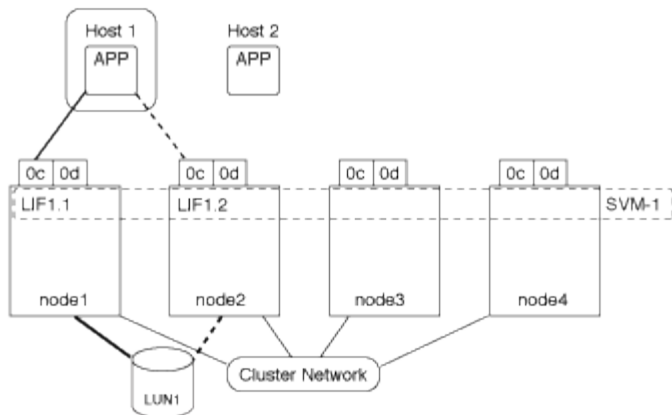 Host 1
Host 2
APP
APP
0c 0d
0c 0d
0c 0d
0c 0d
LIF1.1
LIF1.2
SVM-1
node1
node2
node3
node4
Cluster Network
LUN1